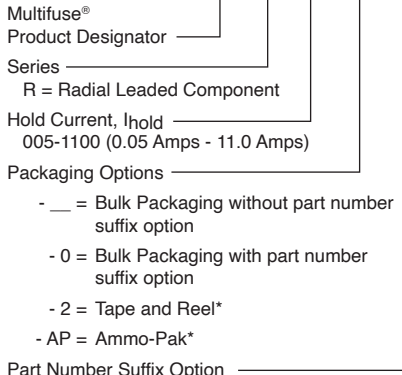 Multifuse®
Product Designator
Series
R = Radial Leaded Component
Hold Current, Ihold
005-1100 (0.05 Amps - 11.0 Amps)
Packaging Options
- __ = Bulk Packaging without part number
suffix option
- 0 = Bulk Packaging with part number
suffix option
- 2 = Tape and Reel*
- AP = Ammo-Pak*
Part Number Suffix Option